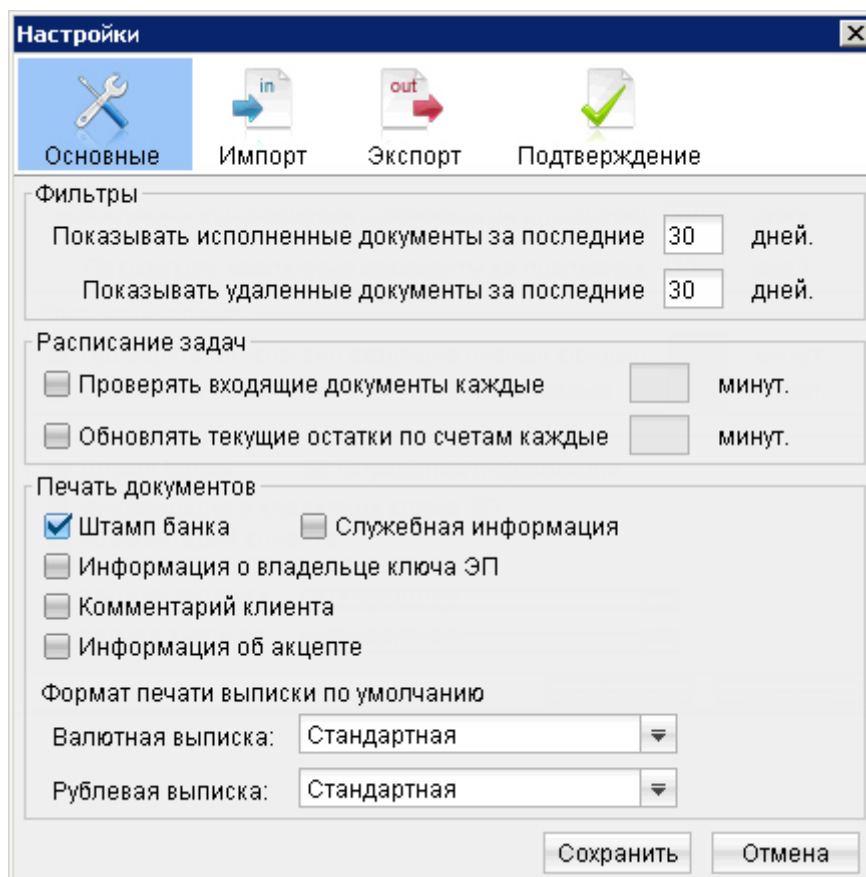 Настройки
in out
Основные Импорт Экспорт Подтверждение
Фильтры
Показывать исполненные документы за последние 30 дней.
Показывать удаленные документы за последние 30 дней.
Расписание задач
Проверять входящие документы каждые минут.
Обновлять текущие остатки по счетам каждые минут.
Печать документов
Штамп банка Служебная информация
Информация о владельце ключа ЭП
Комментарий клиента
Информация об акцепте
Формат печати выписки по умолчанию
Валютная выписка: Стандартная
Рублевая выписка: Стандартная
Сохранить Отмена